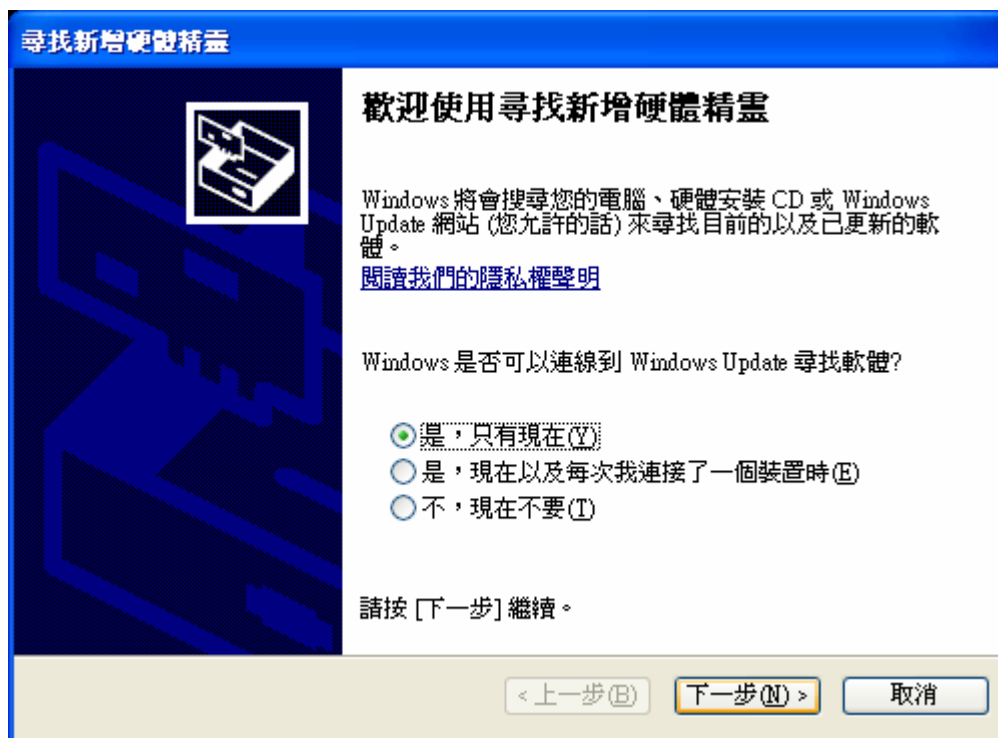 尋找新增硬體精靈
歡迎使用尋找新增硬體精靈
Windows 將會搜尋您的電腦、硬體安裝 CD 或 Windows
Update 網站 (您允許的話) 來尋找目前的以及已更新的軟
體。
閱讀我們的隱私權聲明
Windows 是否可以連線到 Windows Update 尋找軟體?
是，只有現在(Y)
是，現在以及每次我連接了一個裝置時(E)
不，現在不要(T)
請按 [下一步] 繼續。
< 上一步(B) 下一步(N) > 取消